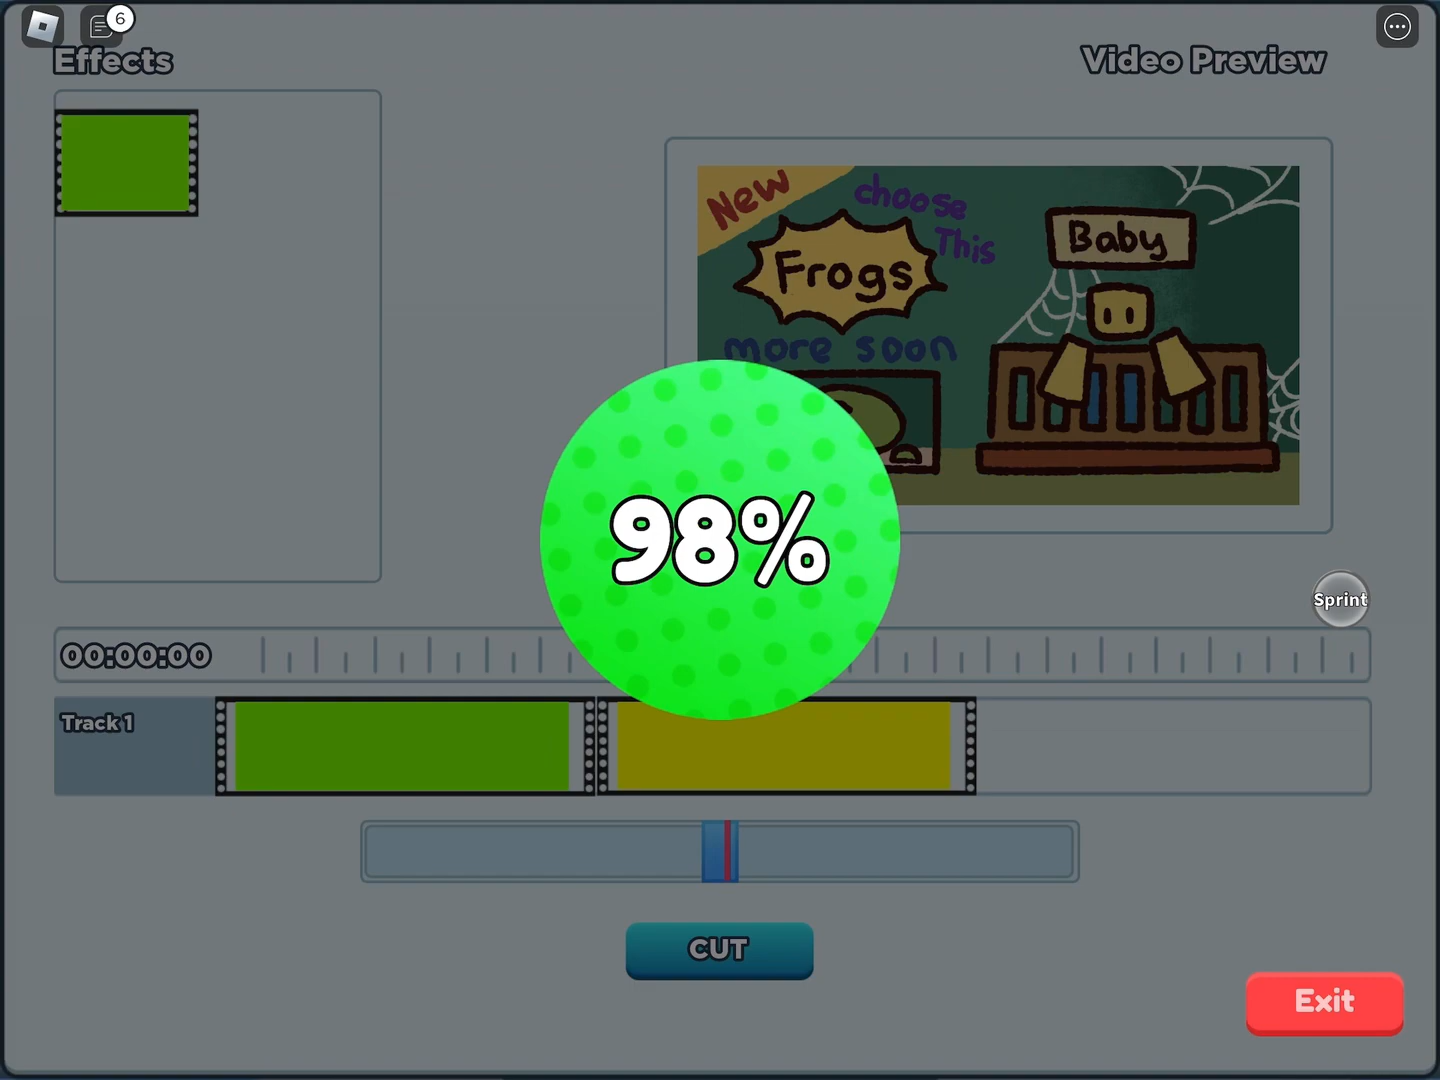 6
Effects
Video Preview
New
choose
This
Frogs
Baby
more soon
98%
Sprint
00:00:00
Track 1
CUT
Exit